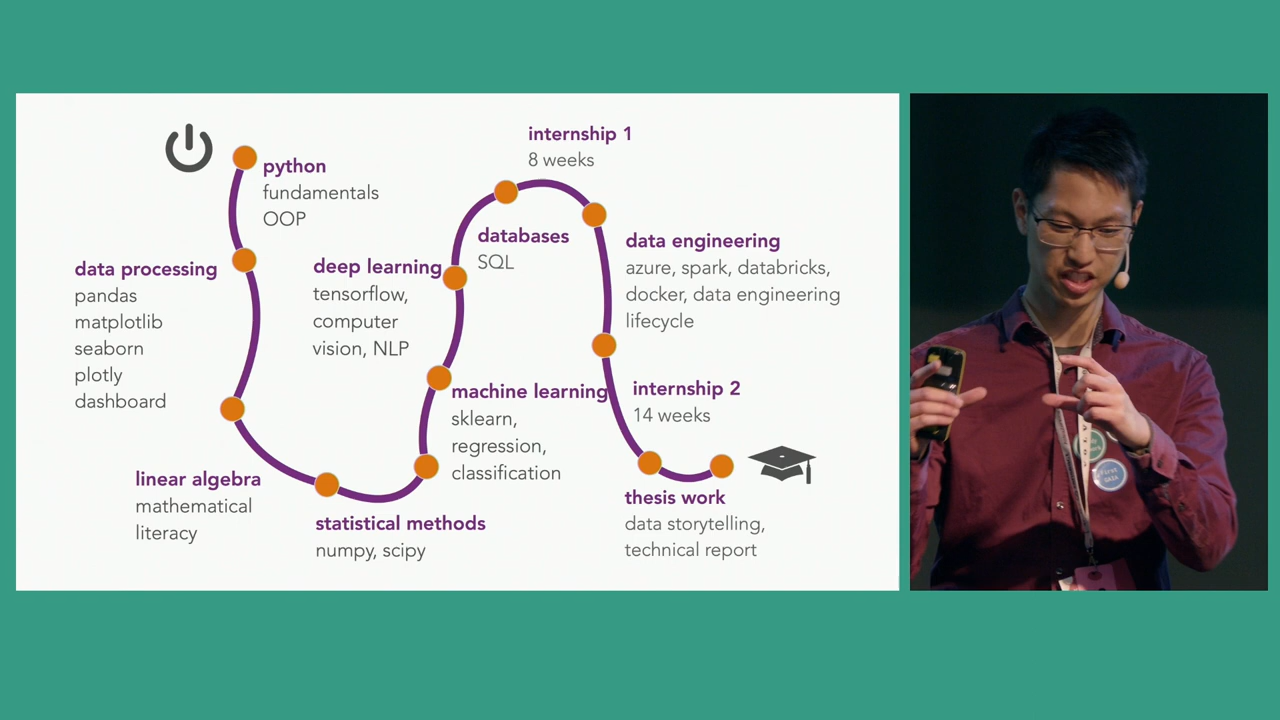 python
fundamentals
OOP
data processing
pandas
matplotlib
seaborn
plotly
dashboard
linear algebra
mathematical
literacy
statistical methods
numpy, scipy
machine learning
sklearn,
regression,
classification
deep learning
tensorflow,
computer
vision, NLP
databases
SQL
internship 1
8 weeks
data engineering
azure, spark, databricks,
docker, data engineering
lifecycle
internship 2
14 weeks
thesis work
data storytelling,
technical report